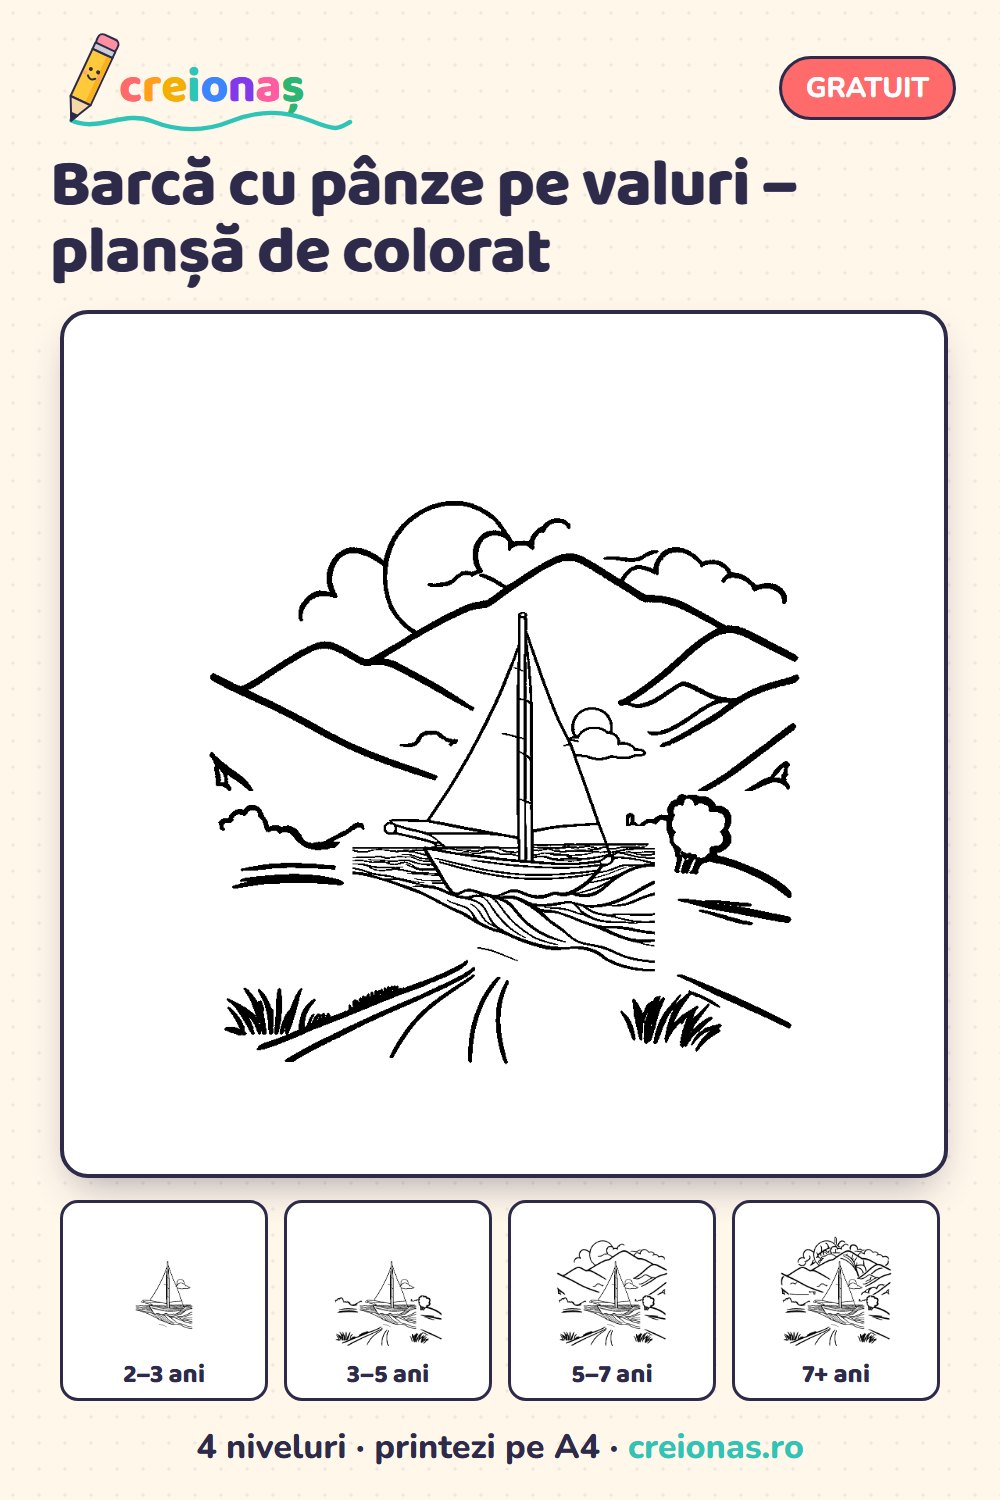 creionaș
GRATUIT
Barcă cu pânze pe valuri –
planșă de colorat
2–3 ani
3–5 ani
5–7 ani
7+ ani
4 niveluri · printezi pe A4 · creionas.ro